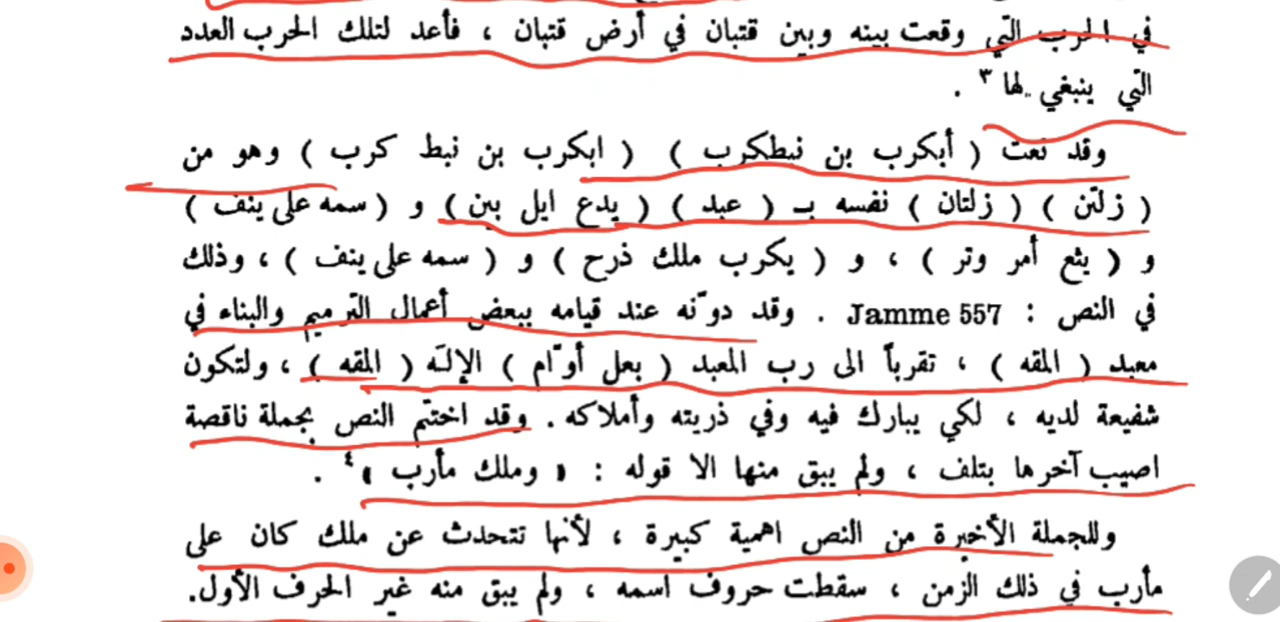 في الحرب التّي وقعت بينه وبين قتبان في أرض قتبان ، فأعد لتلك الحرب العدد
التّي ينبغي لها ٣ .
وقد نعت ( أبكرب بن نبطكرب ) ( ابكرب بن نبط كرب ) وهو من
( زلتّن ) ( زلتان ) نفسه بـ ( عبد ) ( يدع ايل بين ) و ( سمه على ينف )
و ( يثع أمر وتر ) ، و ( يكرب ملك ذرح ) و ( سمه على ينف ) ، وذلك
في النص : Jamme 557 . وقد دوّنه عند قيامه ببعض أعمال الترميم والبناء في
معبد ( المقه ) ، تقرباً الى رب المعبد ( بعل أوّام ) الإلَه ( المقه ) ، ولتكون
شفيعة لديه ، لكي يبارك فيه وفي ذريته وأملاكه . وقد اختتم النص بجملة ناقصة
اصيب آخرها بتلف ، ولم يبق منها الا قوله : « وملك مأرب » ٤ .
وللجملة الأخيرة من النص اهمية كبيرة ، لأنها تتحدث عن ملك كان على
مأرب في ذلك الزمن ، سقطت حروف اسمه ، ولم يبق منه غير الحرف الأول.